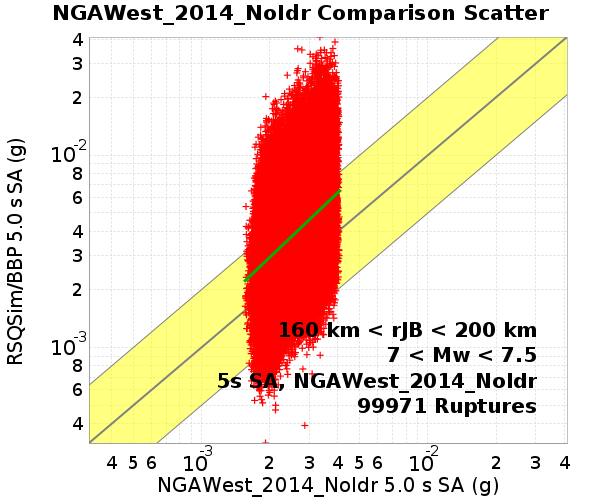 NGAWest_2014_NoIdr Comparison Scatter
4
3
2
10-2
8
6
4
3
2
10-3
8
6
4
RSQSim/BBP 5.0 s SA (g)
160 km < rJB < 200 km
7 < Mw < 7.5
5s SA, NGAWest_2014_NoIdr
99971 Ruptures
4 5 6 10-3 2 3 4 5 6 8 10-2 2 3 4
NGAWest_2014_NoIdr 5.0 s SA (g)